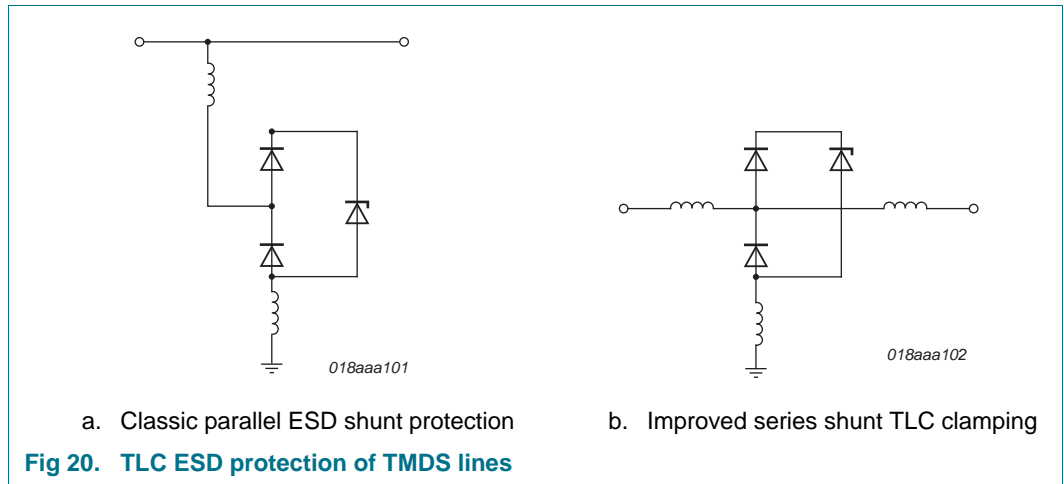 018aaa101
018aaa102
a. Classic parallel ESD shunt protection
b. Improved series shunt TLC clamping
Fig 20. TLC ESD protection of TMDS lines